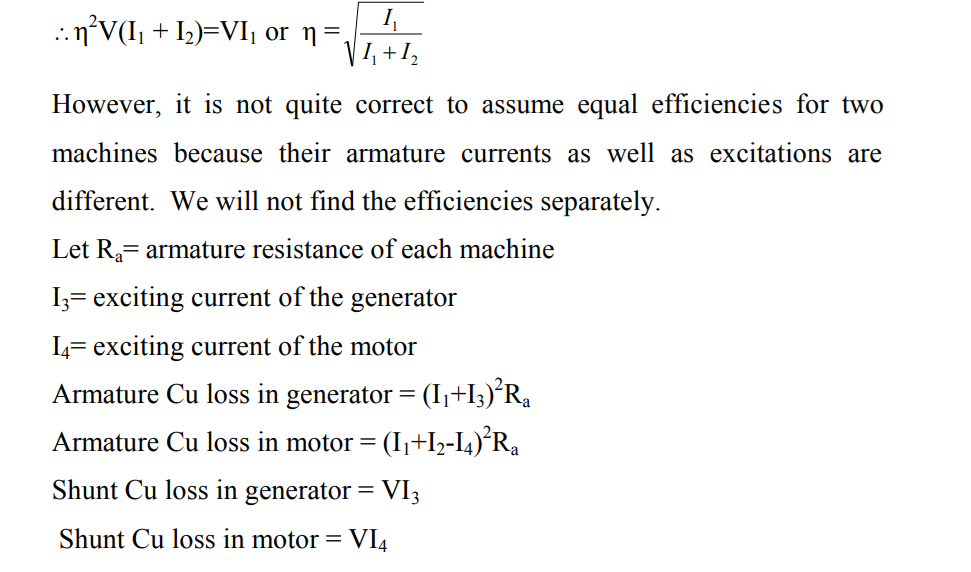 ∴η²V(I₁ + I₂)=VI₁ or η = √(I₁/(I₁ + I₂))
However, it is not quite correct to assume equal efficiencies for two
machines because their armature currents as well as excitations are
different. We will not find the efficiencies separately.
Let Rₐ= armature resistance of each machine
I₃= exciting current of the generator
I₄= exciting current of the motor
Armature Cu loss in generator = (I₁+I₃)²Rₐ
Armature Cu loss in motor = (I₁+I₂-I₄)²Rₐ
Shunt Cu loss in generator = VI₃
Shunt Cu loss in motor = VI₄